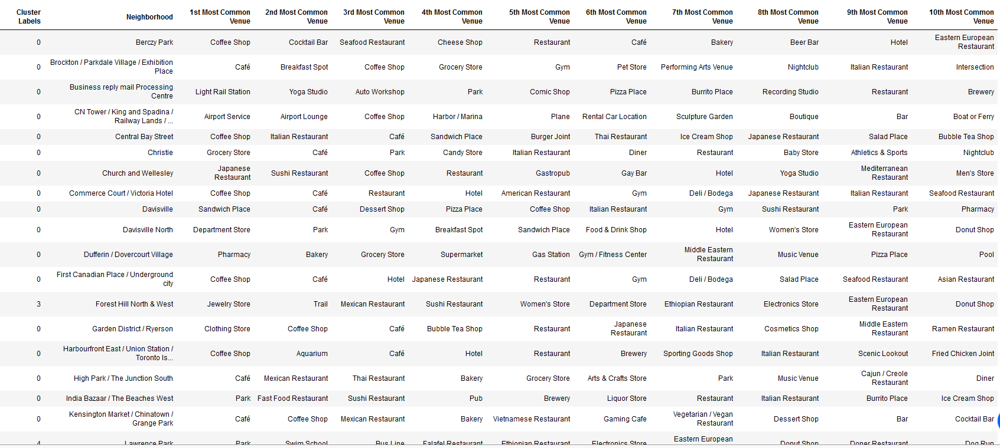 Cluster Labels Neighborhood 1st Most Common Venue 2nd Most Common Venue 3rd Most Common Venue 4th Most Common Venue 5th Most Common Venue 6th Most Common Venue 7th Most Common Venue 8th Most Common Venue 9th Most Common Venue 10th Most Common Venue
0 Berczy Park Coffee Shop Cocktail Bar Seafood Restaurant Cheese Shop Restaurant Café Bakery Beer Bar Hotel Eastern European Restaurant
0 Brockton / Parkdale Village / Exhibition Place Café Breakfast Spot Coffee Shop Grocery Store Gym Pet Store Performing Arts Venue Nightclub Italian Restaurant Intersection
0 Business reply mail Processing Centre Light Rail Station Yoga Studio Auto Workshop Park Comic Shop Pizza Place Burrito Place Recording Studio Restaurant Brewery
0 CN Tower / King and Spadina / Railway Lands / ... Airport Service Airport Lounge Coffee Shop Harbor / Marina Plane Rental Car Location Sculpture Garden Boutique Bar Boat or Ferry
0 Central Bay Street Coffee Shop Italian Restaurant Café Sandwich Place Burger Joint Thai Restaurant Ice Cream Shop Japanese Restaurant Salad Place Bubble Tea Shop
0 Christie Grocery Store Café Park Candy Store Italian Restaurant Diner Restaurant Baby Store Athletics & Sports Nightclub
0 Church and Wellesley Japanese Restaurant Sushi Restaurant Coffee Shop Restaurant Gastropub Gay Bar Hotel Yoga Studio Mediterranean Restaurant Men's Store
0 Commerce Court / Victoria Hotel Coffee Shop Café Restaurant Hotel American Restaurant Gym Deli / Bodega Japanese Restaurant Italian Restaurant Seafood Restaurant
0 Davisville Sandwich Place Café Dessert Shop Pizza Place Coffee Shop Italian Restaurant Gym Sushi Restaurant Park Pharmacy
0 Davisville North Department Store Park Gym Breakfast Spot Sandwich Place Food & Drink Shop Hotel Women's Store Eastern European Restaurant Donut Shop
0 Dufferin / Dovercourt Village Pharmacy Bakery Grocery Store Supermarket Gas Station Gym / Fitness Center Middle Eastern Restaurant Music Venue Pizza Place Pool
0 First Canadian Place / Underground city Coffee Shop Café Hotel Japanese Restaurant Restaurant Gym Deli / Bodega Salad Place Seafood Restaurant Asian Restaurant
3 Forest Hill North & West Jewelry Store Trail Mexican Restaurant Sushi Restaurant Women's Store Department Store Ethiopian Restaurant Electronics Store Eastern European Restaurant Donut Shop
0 Garden District / Ryerson Clothing Store Coffee Shop Café Bubble Tea Shop Restaurant Japanese Restaurant Italian Restaurant Cosmetics Shop Middle Eastern Restaurant Ramen Restaurant
0 Harbourfront East / Union Station / Toronto Is... Coffee Shop Aquarium Café Hotel Restaurant Brewery Sporting Goods Shop Italian Restaurant Scenic Lookout Fried Chicken Joint
0 High Park / The Junction South Café Mexican Restaurant Thai Restaurant Bakery Grocery Store Arts & Crafts Store Park Music Venue Cajun / Creole Restaurant Diner
0 India Bazaar / The Beaches West Park Fast Food Restaurant Sushi Restaurant Pub Brewery Liquor Store Restaurant Italian Restaurant Burrito Place Ice Cream Shop
0 Kensington Market / Chinatown / Grange Park Café Coffee Shop Mexican Restaurant Bakery Vietnamese Restaurant Gaming Cafe Vegetarian / Vegan Restaurant Dessert Shop Bar Cocktail Bar
4 Lawrence Park Park Swim School Bus Line Falafel Restaurant Ethiopian Restaurant Electronics Store Eastern European Donut Shop Doner Restaurant Dog Run